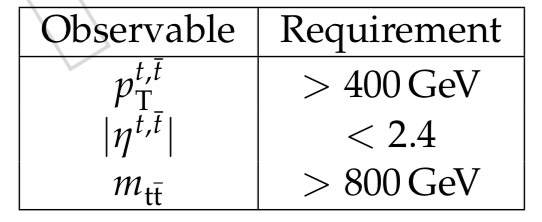 Observable Requirement
p_T^{t,t̄} > 400 GeV
|η^{t,t̄}| < 2.4
m_{tt̄} > 800 GeV